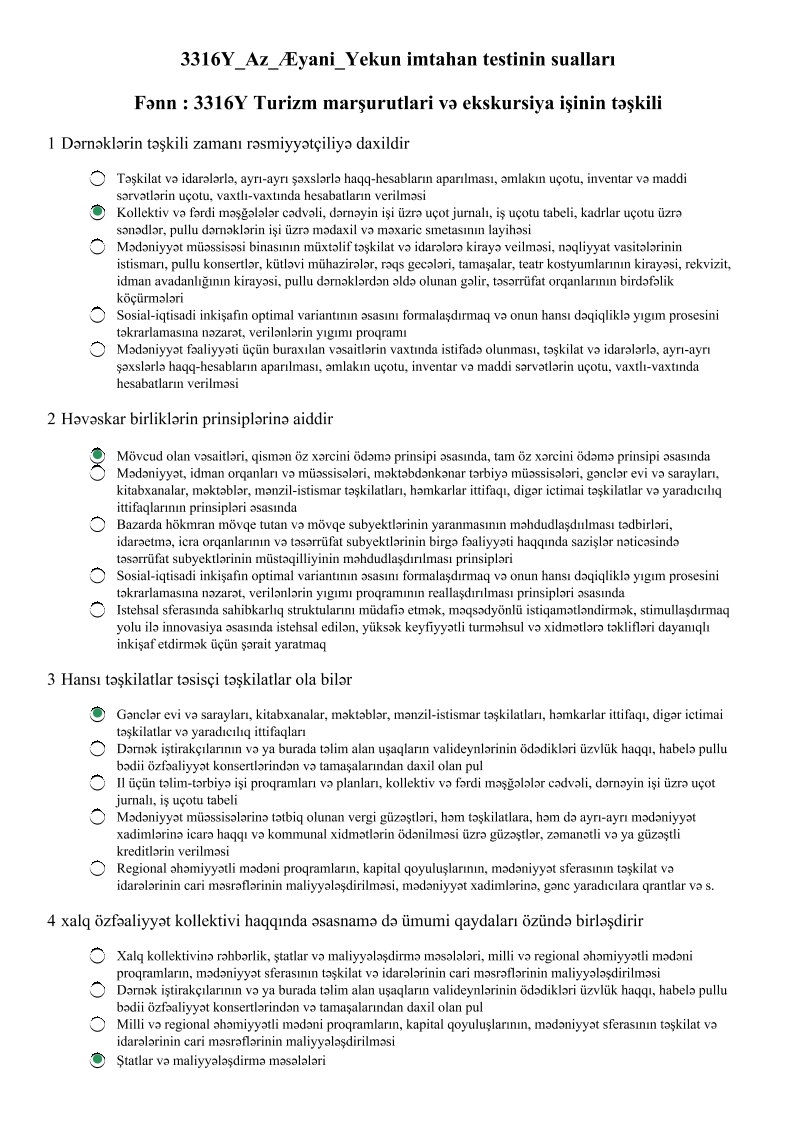 3316Y_Az_Æyani_Yekun imtahan testinin sualları
Fənn : 3316Y Turizm marşurutlari və ekskursiya işinin təşkili
1 Dərnəklərin təşkili zamanı rəsmiyyətçiliyə daxildir
Təşkilat və idarələrlə, ayrı-ayrı şəxslərlə haqq-hesabların aparılması, əmlakın uçotu, inventar və maddi
sərvətlərin uçotu, vaxtlı-vaxtında hesabatların verilməsi
Kollektiv və fərdi məşğələlər cədvəli, dərnəyin işi üzrə uçot jurnalı, iş uçotu tabeli, kadrlar uçotu üzrə
sənədlər, pullu dərnəklərin işi üzrə mədaxil və məxaric smetasının layihəsi
Mədəniyyət müəssisəsi binasının müxtəlif təşkilat və idarələrə kirayə veilməsi, nəqliyyat vasitələrinin
istismarı, pullu konsertlər, kütləvi mühazirələr, rəqs gecələri, tamaşalar, teatr kostyumlarının kirayəsi, rekvizit,
idman avadanlığının kirayəsi, pullu dərnəklərdən əldə olunan gəlir, təsərrüfat orqanlarının birdəfəlik
köçürmələri
Sosial-iqtisadi inkişafın optimal variantının əsasını formalaşdırmaq və onun hansı dəqiqliklə yıgım prosesini
təkrarlamasına nəzarət, verilənlərin yıgımı proqramı
Mədəniyyət fəaliyyəti üçün buraxılan vəsaitlərin vaxtında istifadə olunması, təşkilat və idarələrlə, ayrı-ayrı
şəxslərlə haqq-hesabların aparılması, əmlakın uçotu, inventar və maddi sərvətlərin uçotu, vaxtlı-vaxtında
hesabatların verilməsi
2 Həvəskar birliklərin prinsiplərinə aiddir
Mövcud olan vəsaitləri, qismən öz xərcini ödəmə prinsipi əsasında, tam öz xərcini ödəmə prinsipi əsasında
Mədəniyyət, idman orqanları və müəssisələri, məktəbdənkənar tərbiyə müəssisələri, gənclər evi və sarayları,
kitabxanalar, məktəblər, mənzil-istismar təşkilatları, həmkarlar ittifaqı, digər ictimai təşkilatlar və yaradıcılıq
ittifaqlarının prinsipləri əsasında
Bazarda hökmran mövqe tutan və mövqe subyektlərinin yaranmasının məhdudlaşdıılması tədbirləri,
idarəetmə, icra orqanlarının və təsərrüfat subyektlərinin birgə fəaliyyəti haqqında sazişlər nəticəsində
təsərrüfat subyektlərinin müstəqilliyinin məhdudlaşdırılması prinsipləri
Sosial-iqtisadi inkişafın optimal variantının əsasını formalaşdırmaq və onun hansı dəqiqliklə yıgım prosesini
təkrarlamasına nəzarət, verilənlərin yıgımı proqramının reallaşdırılması prinsipləri əsasında
Istehsal sferasında sahibkarlıq struktularını müdafiə etmək, məqsədyönlü istiqamətləndirmək, stimullaşdırmaq
yolu ilə innovasiya əsasında istehsal edilən, yüksək keyfiyyətli turməhsul və xidmətlərə təklifləri dayanıqlı
inkişaf etdirmək üçün şərait yaratmaq
3 Hansı təşkilatlar təsisçi təşkilatlar ola bilər
Gənclər evi və sarayları, kitabxanalar, məktəblər, mənzil-istismar təşkilatları, həmkarlar ittifaqı, digər ictimai
təşkilatlar və yaradıcılıq ittifaqları
Dərnək iştirakçılarının və ya burada təlim alan uşaqların valideynlərinin ödədikləri üzvlük haqqı, habelə pullu
bədii özfəaliyyət konsertlərindən və tamaşalarından daxil olan pul
Il üçün təlim-tərbiyə işi proqramları və planları, kollektiv və fərdi məşğələlər cədvəli, dərnəyin işi üzrə uçot
jurnalı, iş uçotu tabeli
Mədəniyyət müəssisələrinə tətbiq olunan vergi güzəştləri, həm təşkilatlara, həm də ayrı-ayrı mədəniyyət
xadimlərinə icarə haqqı və kommunal xidmətlərin ödənilməsi üzrə güzəştlər, zəmanətli və ya güzəştli
kreditlərin verilməsi
Regional əhəmiyyətli mədəni proqramların, kapital qoyuluşlarının, mədəniyyət sferasının təşkilat və
idarələrinin cari məsrəflərinin maliyyələşdirilməsi, mədəniyyət xadimlərinə, gənc yaradıcılara qrantlar və s.
4 xalq özfəaliyyət kollektivi haqqında əsasnamə də ümumi qaydaları özündə birləşdirir
Xalq kollektivinə rəhbərlik, ştatlar və maliyyələşdirmə məsələləri, milli və regional əhəmiyyətli mədəni
proqramların, mədəniyyət sferasının təşkilat və idarələrinin cari məsrəflərinin maliyyələşdirilməsi
Dərnək iştirakçılarının və ya burada təlim alan uşaqların valideynlərinin ödədikləri üzvlük haqqı, habelə pullu
bədii özfəaliyyət konsertlərindən və tamaşalarından daxil olan pul
Milli və regional əhəmiyyətli mədəni proqramların, kapital qoyuluşlarının, mədəniyyət sferasının təşkilat və
idarələrinin cari məsrəflərinin maliyyələşdirilməsi
Ştatlar və maliyyələşdirmə məsələləri